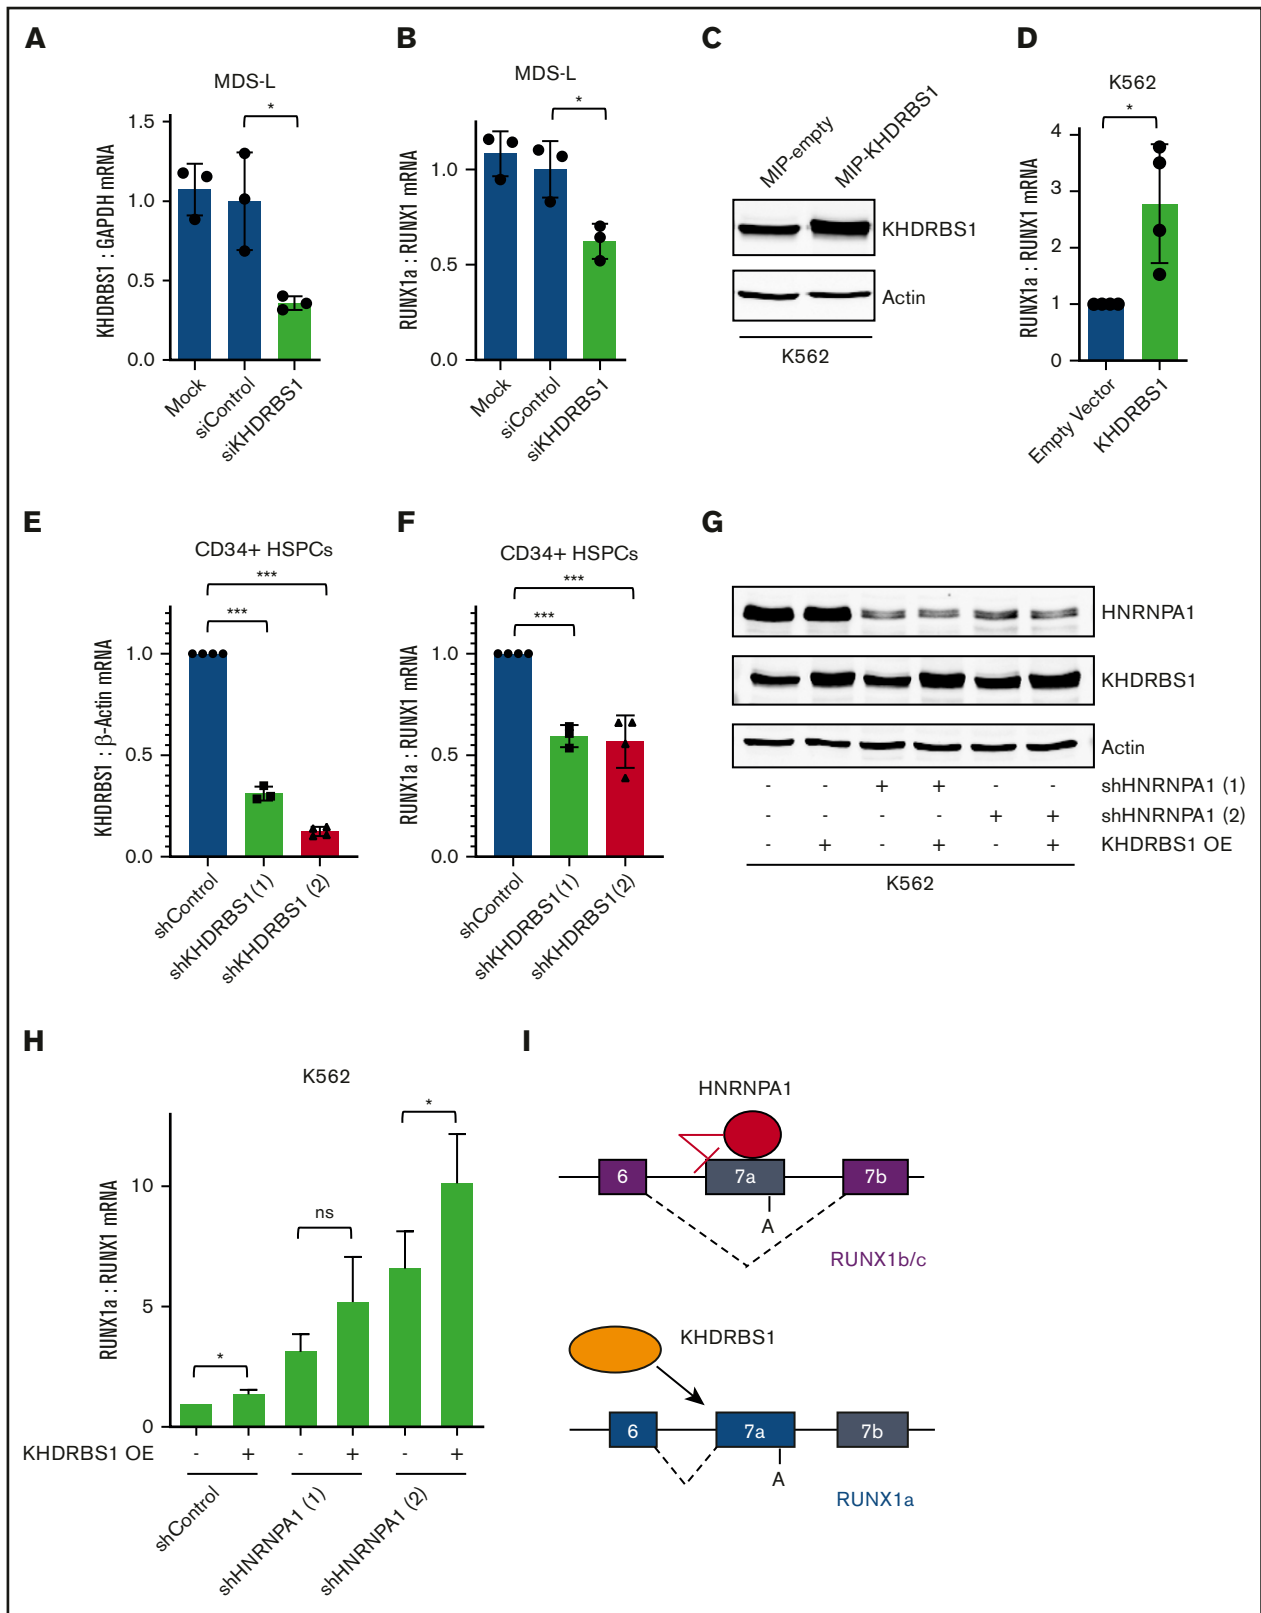 A
MDS-L
*
KHDRBS1 : GAPDH mRNA
1.5
1.0
0.5
0.0
Mock
siControl
siKHDRBS1
B
MDS-L
*
RUNX1a : RUNX1 mRNA
1.0
0.5
0.0
Mock
siControl
siKHDRBS1
C
MIP-empty
MIP-KHDRBS1
KHDRBS1
Actin
K562
D
K562
*
RUNX1a : RUNX1 mRNA
4
3
2
1
0
Empty Vector
KHDRBS1
E
CD34+ HSPCs
***
***
KHDRBS1 : β-Actin mRNA
1.0
0.5
0.0
shControl
shKHDRBS1(1)
shKHDRBS1 (2)
F
CD34+ HSPCs
***
***
RUNX1a : RUNX1 mRNA
1.0
0.5
0.0
shControl
shKHDRBS1(1)
shKHDRBS1(2)
G
HNRNPA1
KHDRBS1
Actin
- - + + - - shHNRNPA1 (1)
- - - - + + shHNRNPA1 (2)
- + - + - + KHDRBS1 OE
K562
H
K562
*
ns
*
RUNX1a : RUNX1 mRNA
10
5
0
KHDRBS1 OE - + - + - +
shControl
shHNRNPA1 (1)
shHNRNPA1 (2)
I
HNRNPA1
6 7a 7b
A
RUNX1b/c
KHDRBS1
6 7a 7b
A
RUNX1a